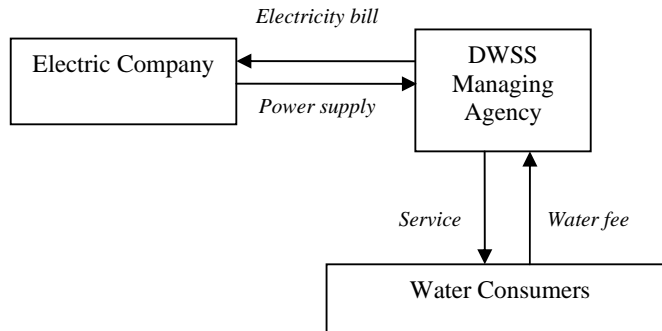 Electricity bill
Electric Company
DWSS
Managing
Agency
Power supply
Service
Water fee
Water Consumers